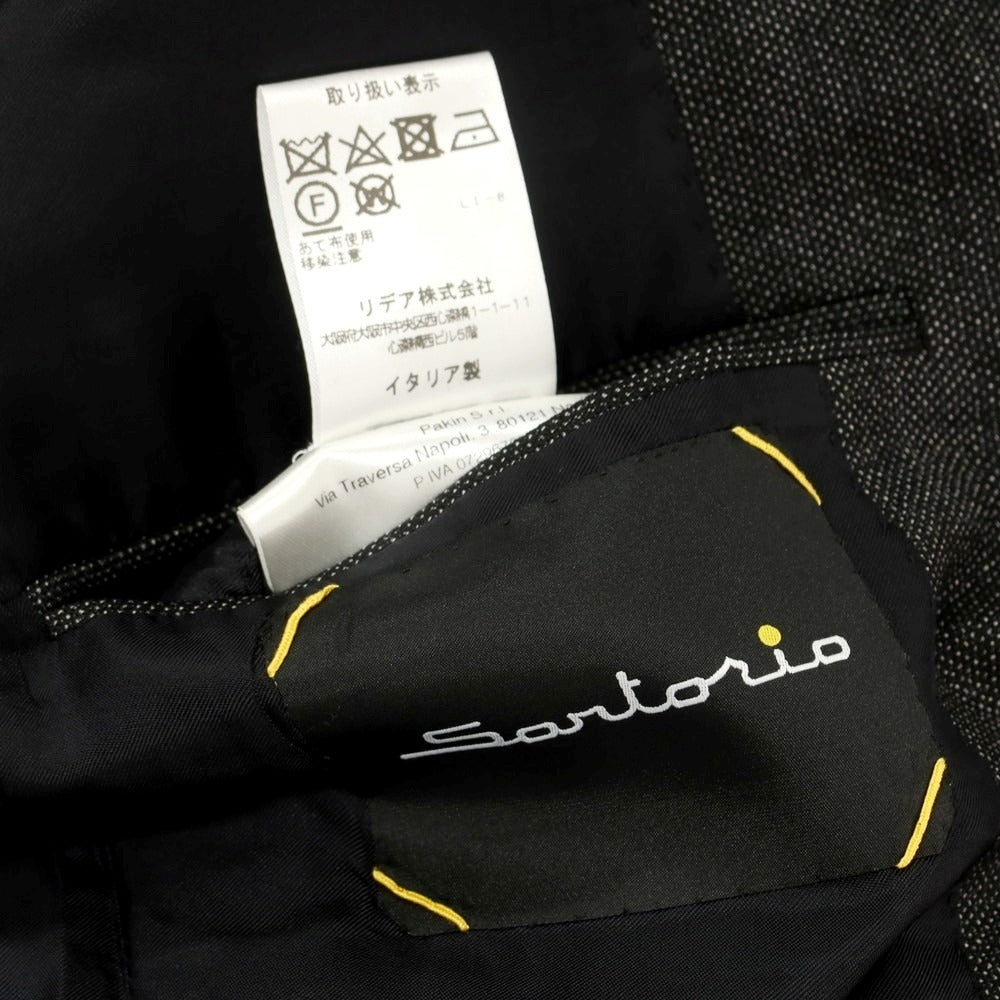 取り扱い表示
F
W
LI-B
あて布使用
移染注意
リデア株式会社
大阪府大阪市中央区西心斎橋1-1-11
心斎橋西ビル5階
イタリア製
Pakin S.r.l
Via Traversa Napoli, 3 80121
P.IVA
Sartorio